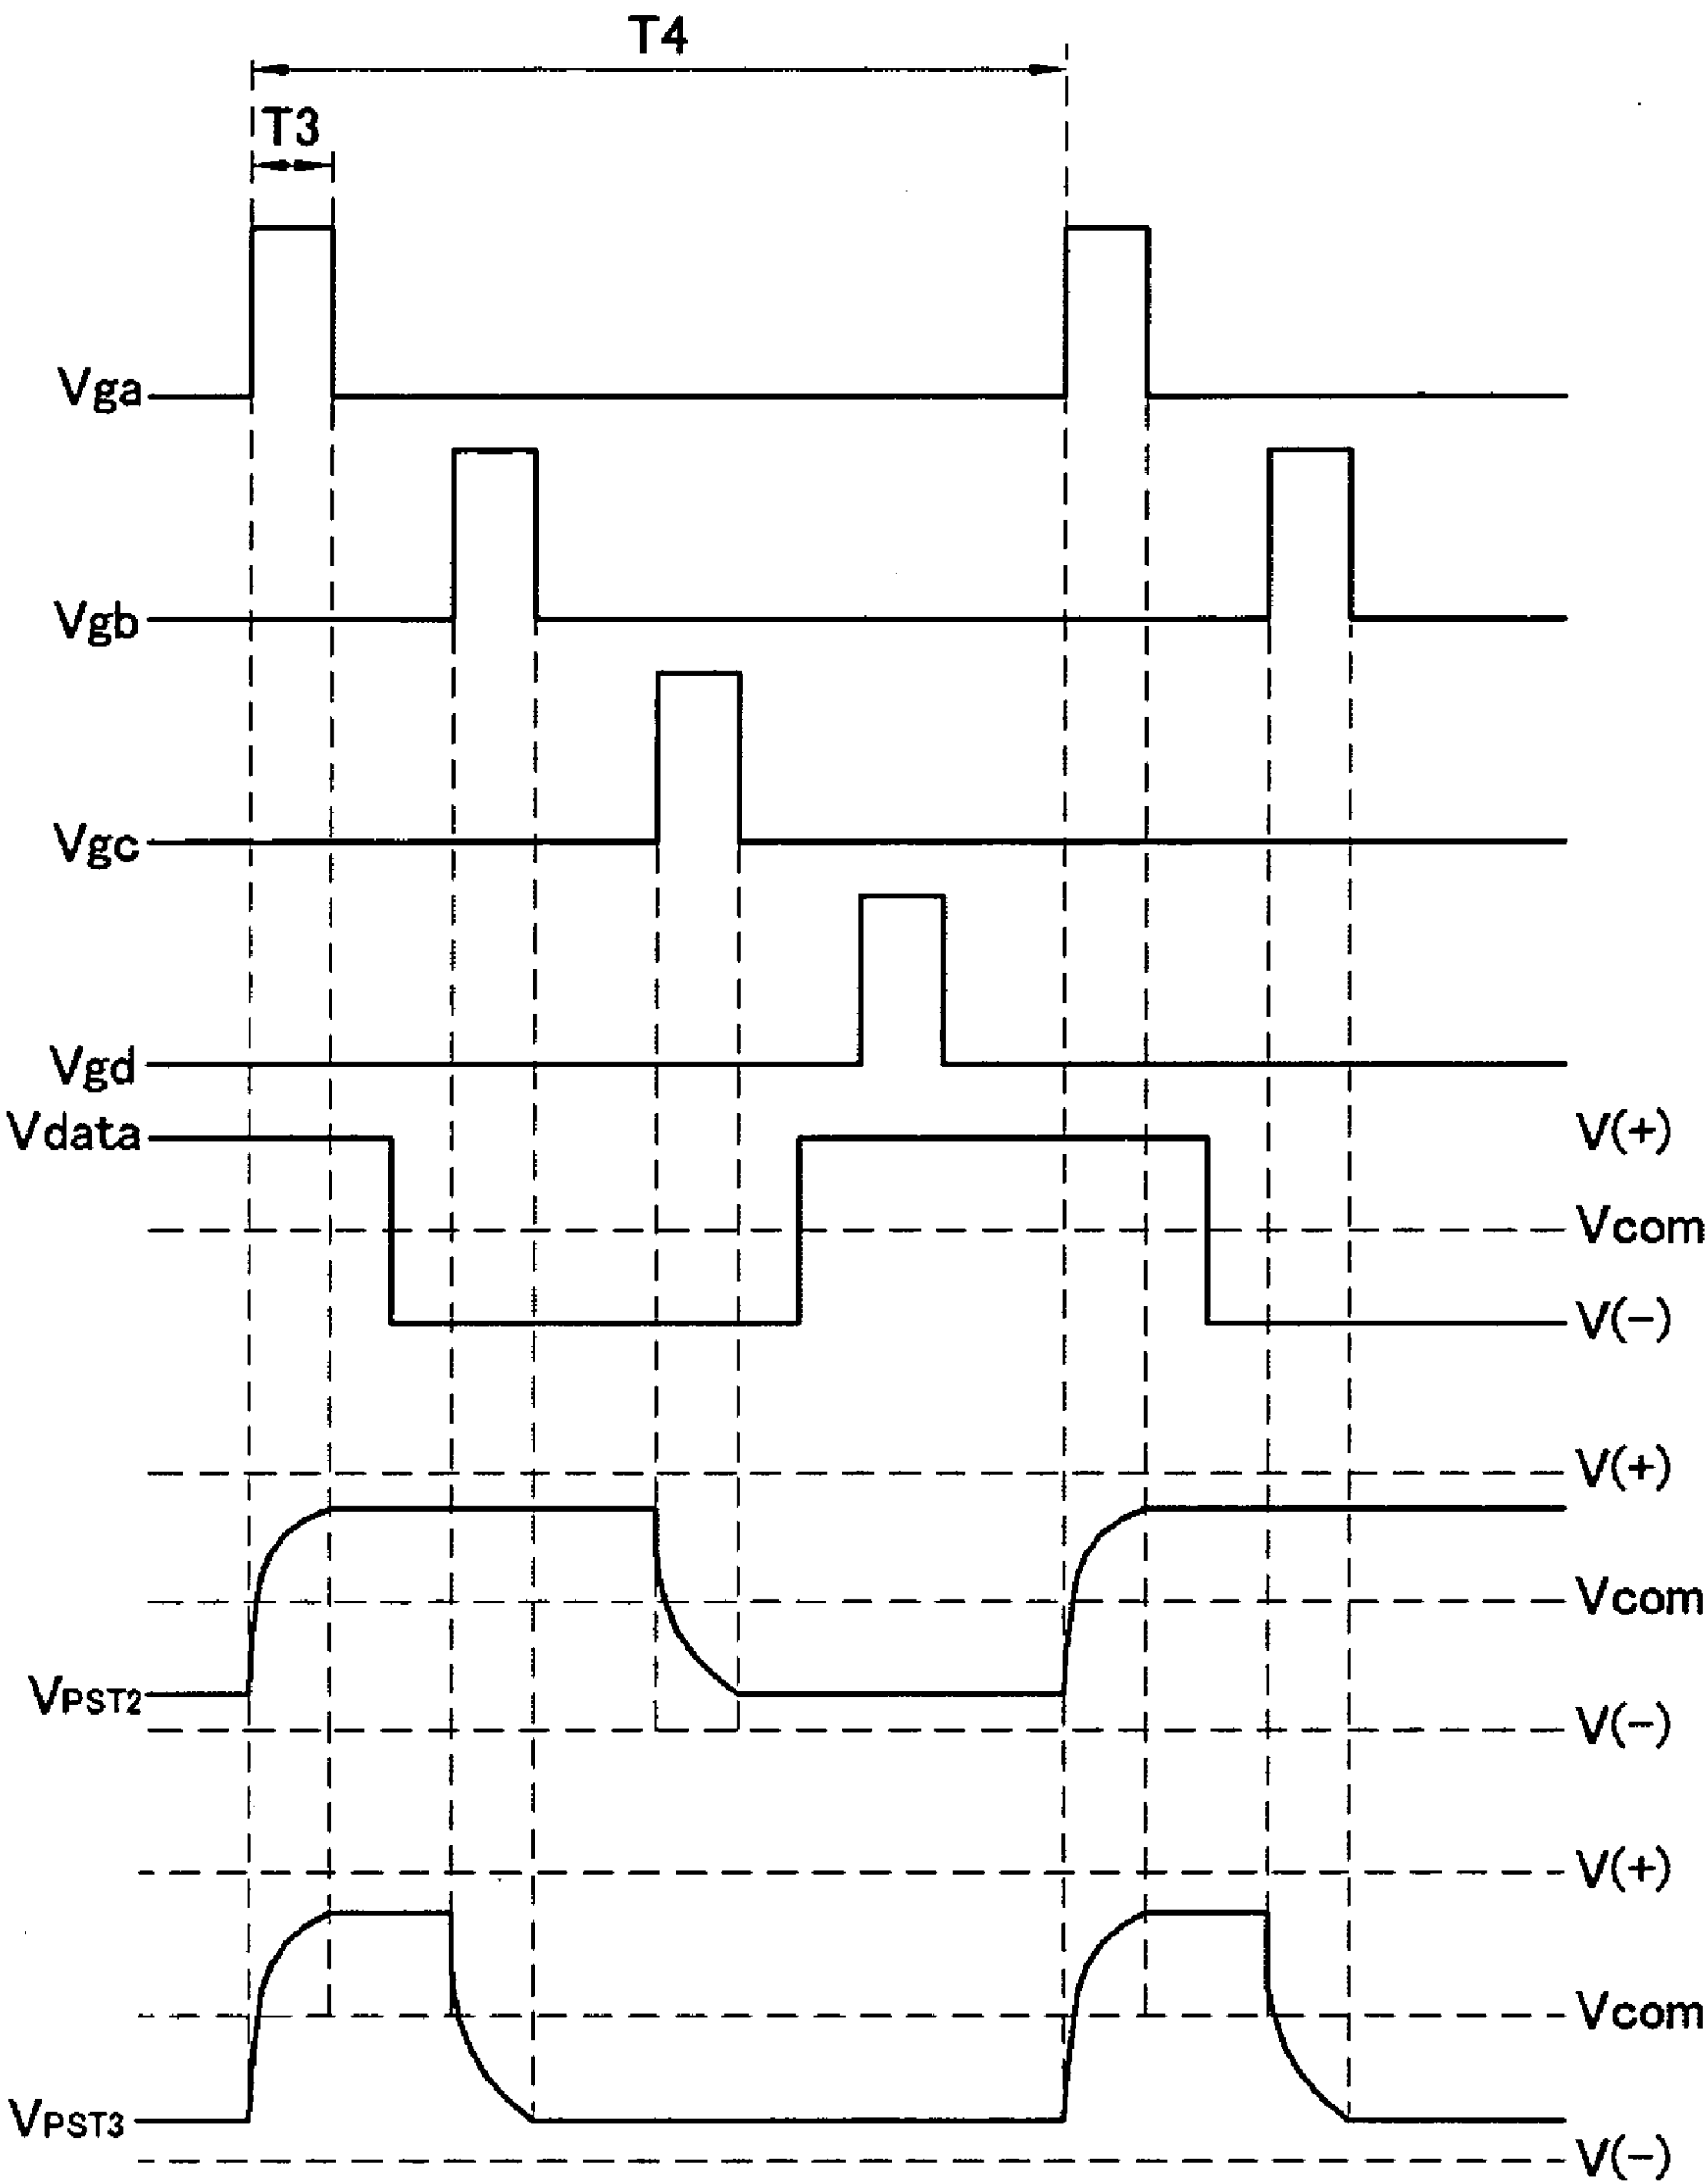 T4
T3
Vga
Vgb
Vgc
Vgd
Vdata
V(+)
Vcom
V(-)
V(+)
Vcom
VPST2
V(-)
V(+)
Vcom
VPST3
V(-)